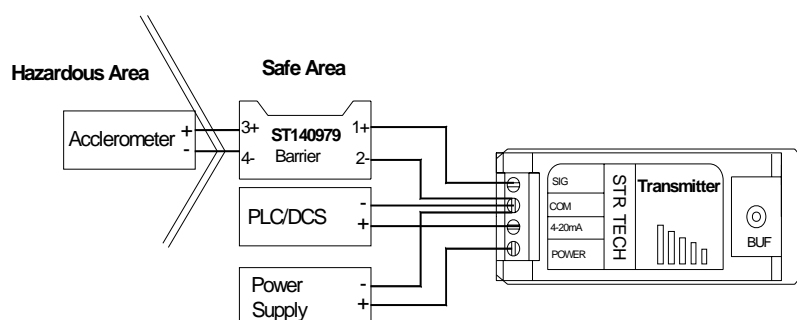 Hazardous Area
Safe Area
Acclerometer
+
-
3+
4-
ST140979
Barrier
1+
2-
PLC/DCS
-
+
Power
Supply
-
+
SIG
COM
4-20mA
POWER
STR TECH
Transmitter
BUF